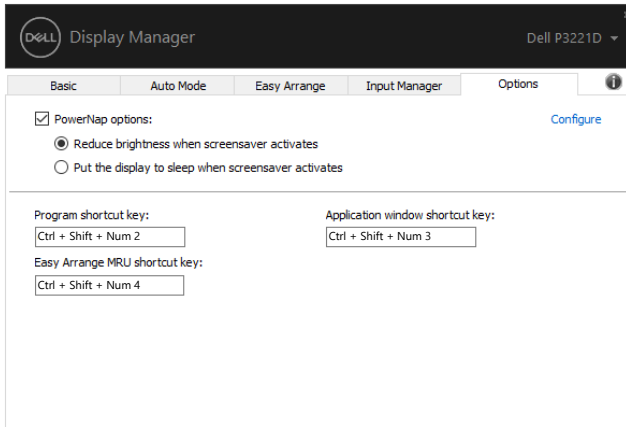 DELL Display Manager Dell P3221D
Basic Auto Mode Easy Arrange Input Manager Options
PowerNap options: Configure
Reduce brightness when screensaver activates
Put the display to sleep when screensaver activates
Program shortcut key: Application window shortcut key:
Ctrl + Shift + Num 2 Ctrl + Shift + Num 3
Easy Arrange MRU shortcut key:
Ctrl + Shift + Num 4